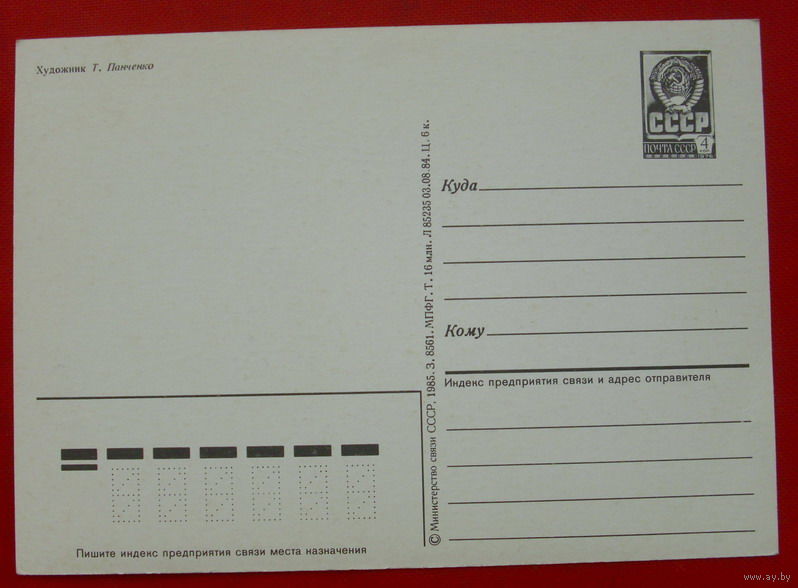 Художник Т. Панченко
СССР
ПОЧТА СССР 4
1976
Куда
Кому
Индекс предприятия связи и адрес отправителя
© Министерство связи СССР, 1985. З. 8561. МПФГ. Т. 16 млн. Л 85235 03.08.84. Ц. 6 к.
Пишите индекс предприятия связи места назначения
www.ay.by